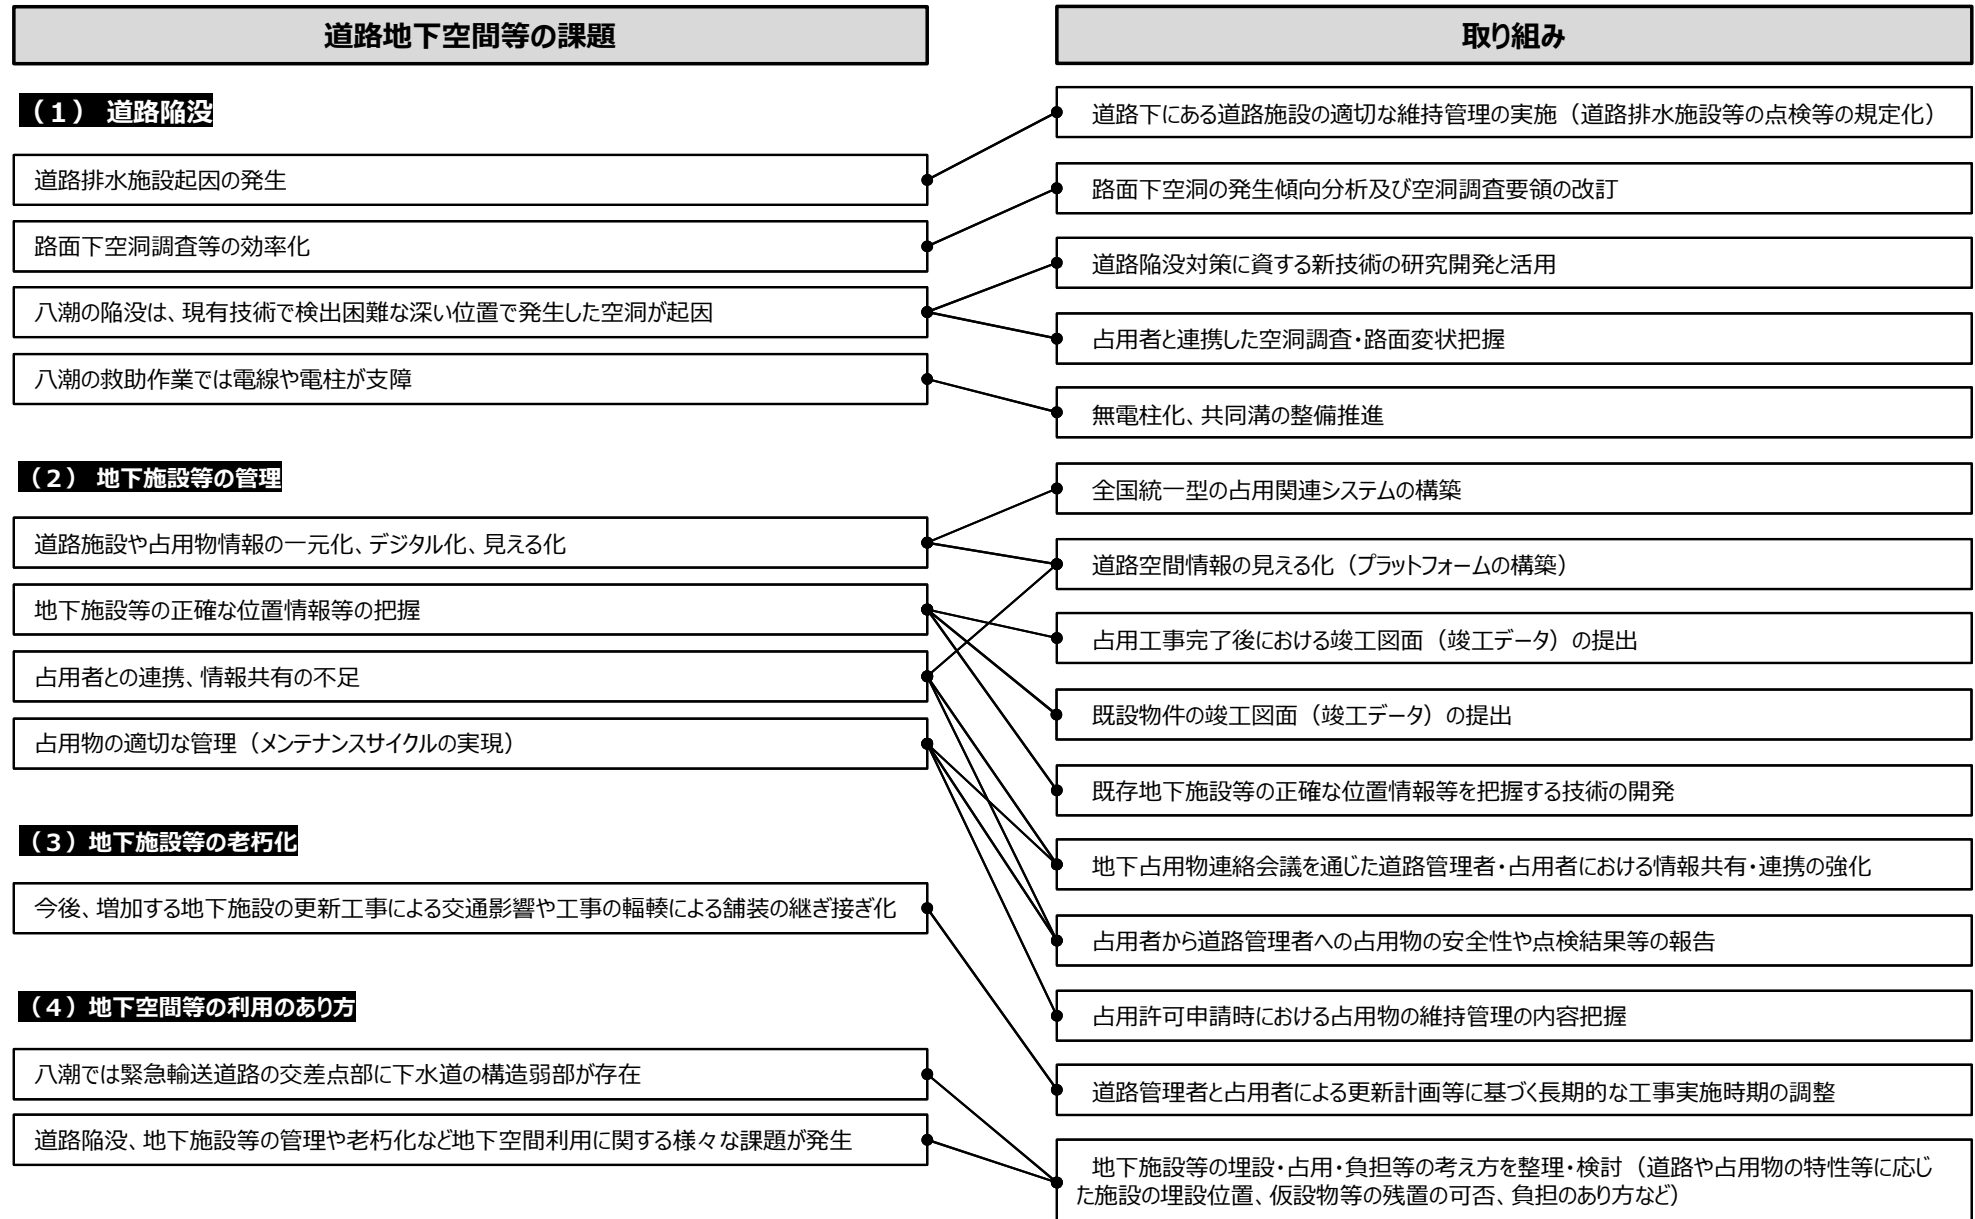 道路地下空間等の課題
（１） 道路陥没
道路排水施設起因の発生
路面下空洞調査等の効率化
八潮の陥没は、現有技術で検出困難な深い位置で発生した空洞が起因
八潮の救助作業では電線や電柱が支障
（２） 地下施設等の管理
道路施設や占用物情報の一元化、デジタル化、見える化
地下施設等の正確な位置情報等の把握
占用者との連携、情報共有の不足
占用物の適切な管理（メンテナンスサイクルの実現）
（３）地下施設等の老朽化
今後、増加する地下施設の更新工事による交通影響や工事の輻輳による舗装の継ぎ接ぎ化
（４）地下空間等の利用のあり方
八潮では緊急輸送道路の交差点部に下水道の構造弱部が存在
道路陥没、地下施設等の管理や老朽化など地下空間利用に関する様々な課題が発生
取り組み
道路下にある道路施設の適切な維持管理の実施（道路排水施設等の点検等の規定化）
路面下空洞の発生傾向分析及び空洞調査要領の改訂
道路陥没対策に資する新技術の研究開発と活用
占用者と連携した空洞調査・路面変状把握
無電柱化、共同溝の整備推進
全国統一型の占用関連システムの構築
道路空間情報の見える化（プラットフォームの構築）
占用工事完了後における竣工図面（竣工データ）の提出
既設物件の竣工図面（竣工データ）の提出
既存地下施設等の正確な位置情報等を把握する技術の開発
地下占用物連絡会議を通じた道路管理者・占用者における情報共有・連携の強化
占用者から道路管理者への占用物の安全性や点検結果等の報告
占用許可申請時における占用物の維持管理の内容把握
道路管理者と占用者による更新計画等に基づく長期的な工事実施時期の調整
地下施設等の埋設・占用・負担等の考え方を整理・検討（道路や占用物の特性等に応じ
た施設の埋設位置、仮設物等の残置の可否、負担のあり方など）